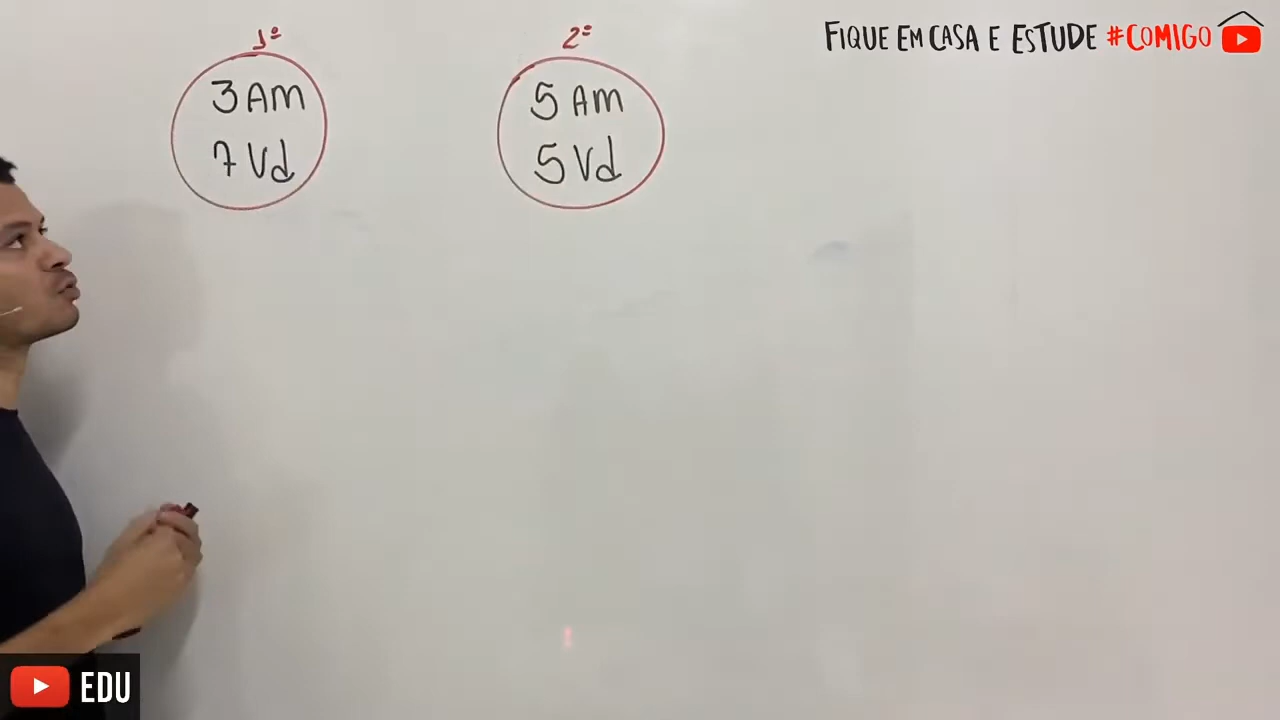 1º
3 Am
7 Vd
2º
5 Am
5 Vd
FIQUE EM CASA E ESTUDE #COMIGO
EDU